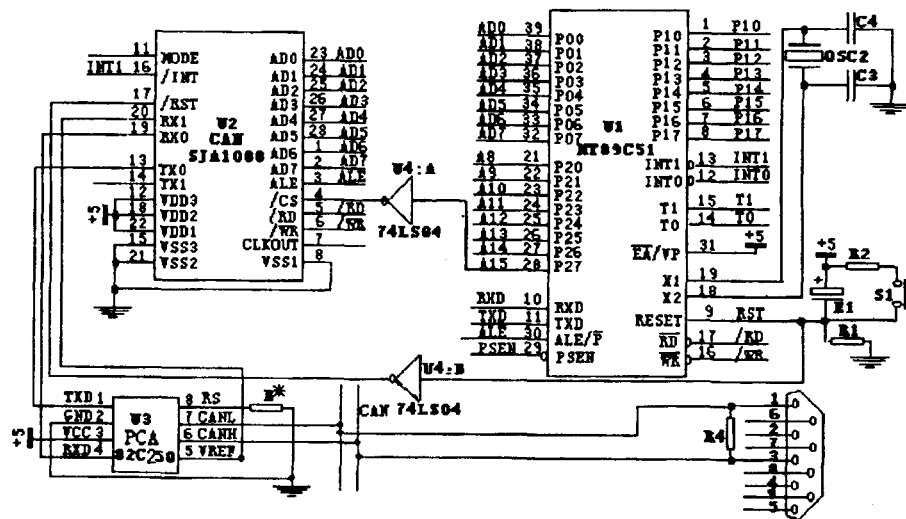 11 MODE
INT1 16 /INT
17 /RST
20 RX1
19 RX0
13 TX0
14 TX1
12 VDD3
+5 18 VDD2
22 VDD1
15 VSS3
21 VSS2
U2
CAN
SJA1000
AD0 23 AD0
AD1 24 AD1
AD2 25 AD2
AD3 26 AD3
AD4 27 AD4
AD5 28 AD5
AD6 1 AD6
AD7 2 AD7
ALE 3 ALE
/CS 4
/RD 5 /RD
/WR 6 /WR
CLKOUT 7
VSS1 8
U4:A
74LS04
AD0 39 P00
AD1 38 P01
AD2 37 P02
AD3 36 P03
AD4 35 P04
AD5 34 P05
AD6 33 P06
AD7 32 P07
A8 21 P20
A9 22 P21
A10 23 P22
A11 24 P23
A12 25 P24
A13 26 P25
A14 27 P26
A15 28 P27
RXD 10 RXD
TXD 11 TXD
ALE 30 ALE/P
PSEN 29 PSEN
U1
AT89C51
P10 1 P10
P11 2 P11
P12 3 P12
P13 4 P13
P14 5 P14
P15 6 P15
P16 7 P16
P17 8 P17
INT1 13 INT1
INT0 12 INT0
T1 15 T1
T0 14 T0
EA/VP 31 +5
X1 19
X2 18
RESET 9 RST
RD 17 /RD
WR 16 /WR
C4
OSC2
C3
+5
R2
+
E1
S1
R1
U4:B
74LS04
CAN
TXD 1
GND 2
+5 VCC 3
RXD 4
U3
PCA
82C250
8 RS
7 CANL
6 CANH
5 VREF
R*
R4
1
6
2
7
3
8
4
9
5